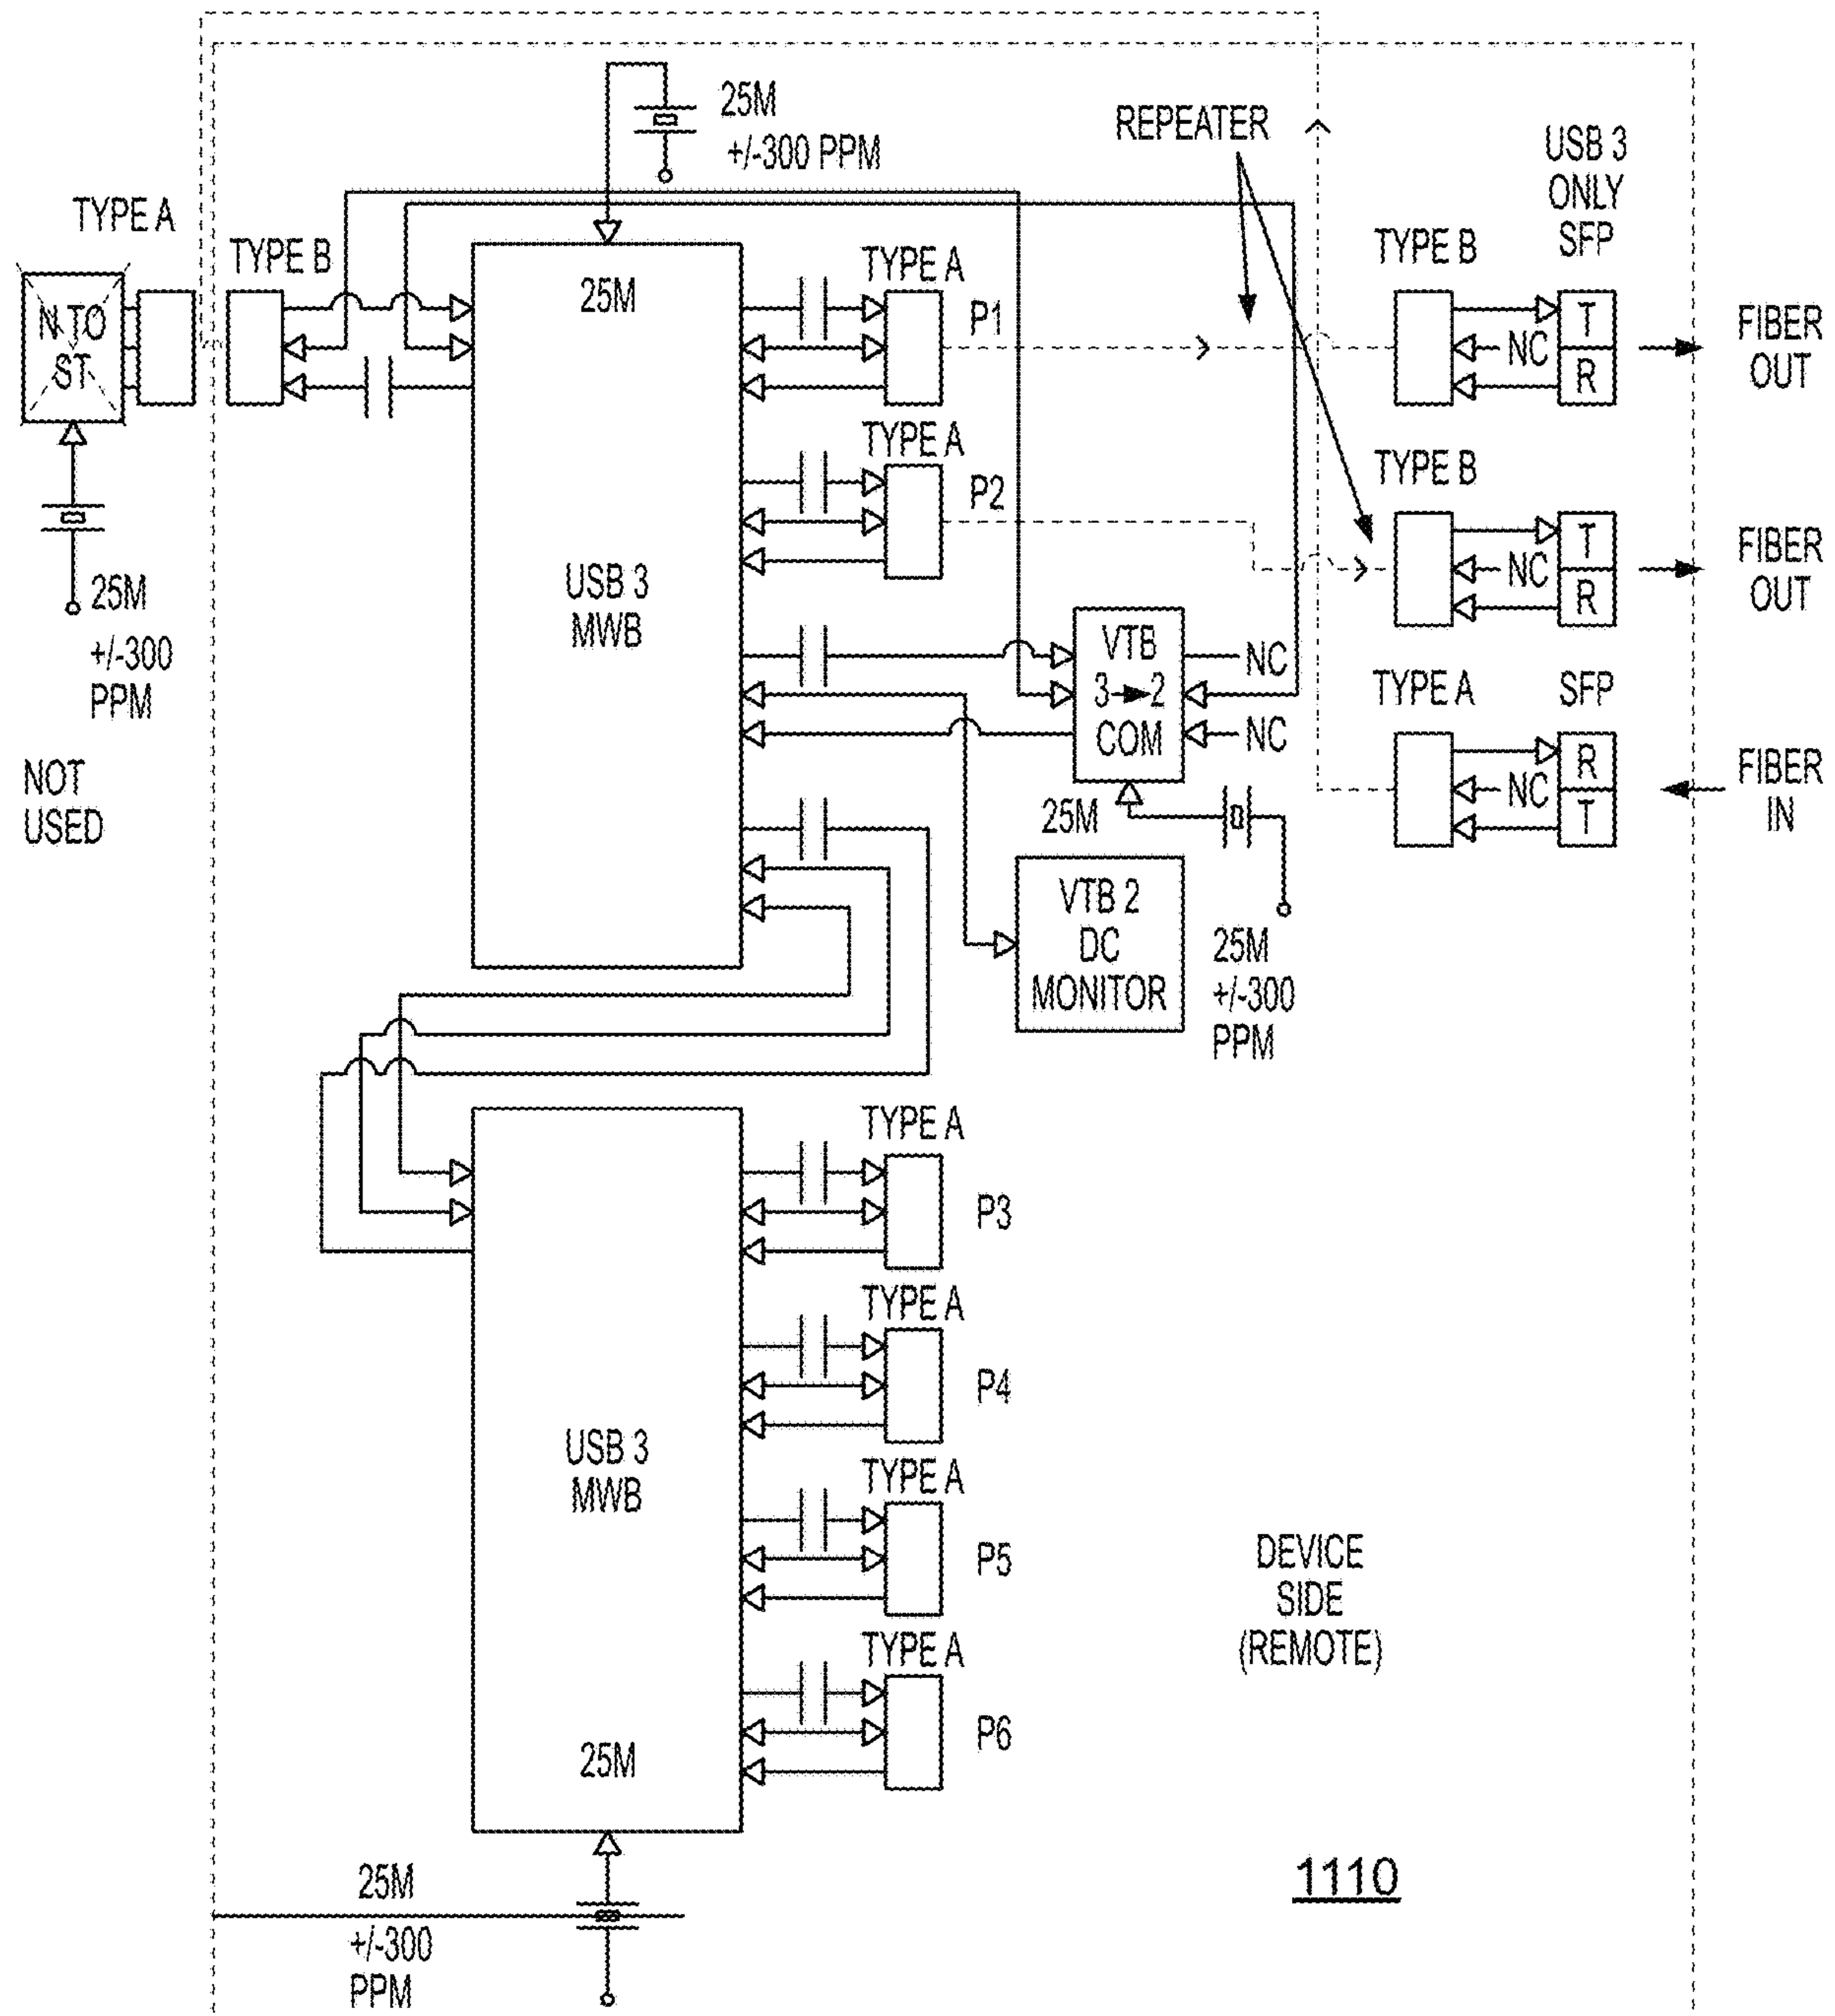 25M
+/-300 PPM
REPEATER
USB 3
ONLY
SFP
TYPE A
TYPE B
TYPE A
TYPE B
N TO
ST
25M
P1
NC
T
R
FIBER
OUT
25M
+/-300
PPM
NOT
USED
TYPE A
P2
USB 3
MWB
TYPE B
NC
T
R
FIBER
OUT
VTB
3 2
COM
NC
NC
25M
TYPE A
SFP
NC
R
T
FIBER
IN
VTB 2
DC
MONITOR
25M
+/-300
PPM
TYPE A
P3
TYPE A
P4
USB 3
MWB
TYPE A
P5
TYPE A
P6
25M
DEVICE
SIDE
(REMOTE)
25M
+/-300
PPM
1110